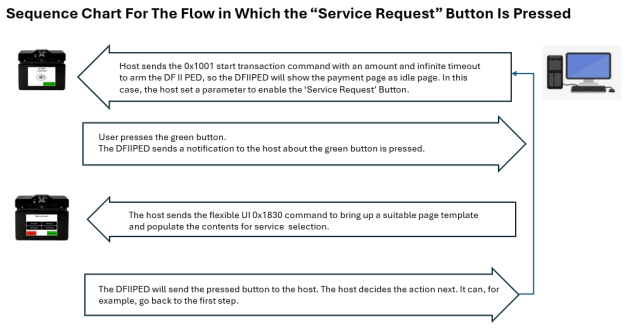 Sequence Chart For The Flow in Which the “Service Request” Button Is Pressed
Host sends the 0x1001 start transaction command with an amount and infinite timeout
to arm the DF II PED, so the DFIIPED will show the payment page as idle page. In this
case, the host set a parameter to enable the ‘Service Request’ Button.
User presses the green button.
The DFIIPED sends a notification to the host about the green button is pressed.
The host sends the flexible UI 0x1830 command to bring up a suitable page template
and populate the contents for service selection.
The DFIIPED will send the pressed button to the host. The host decides the action next. It can, for
example, go back to the first step.